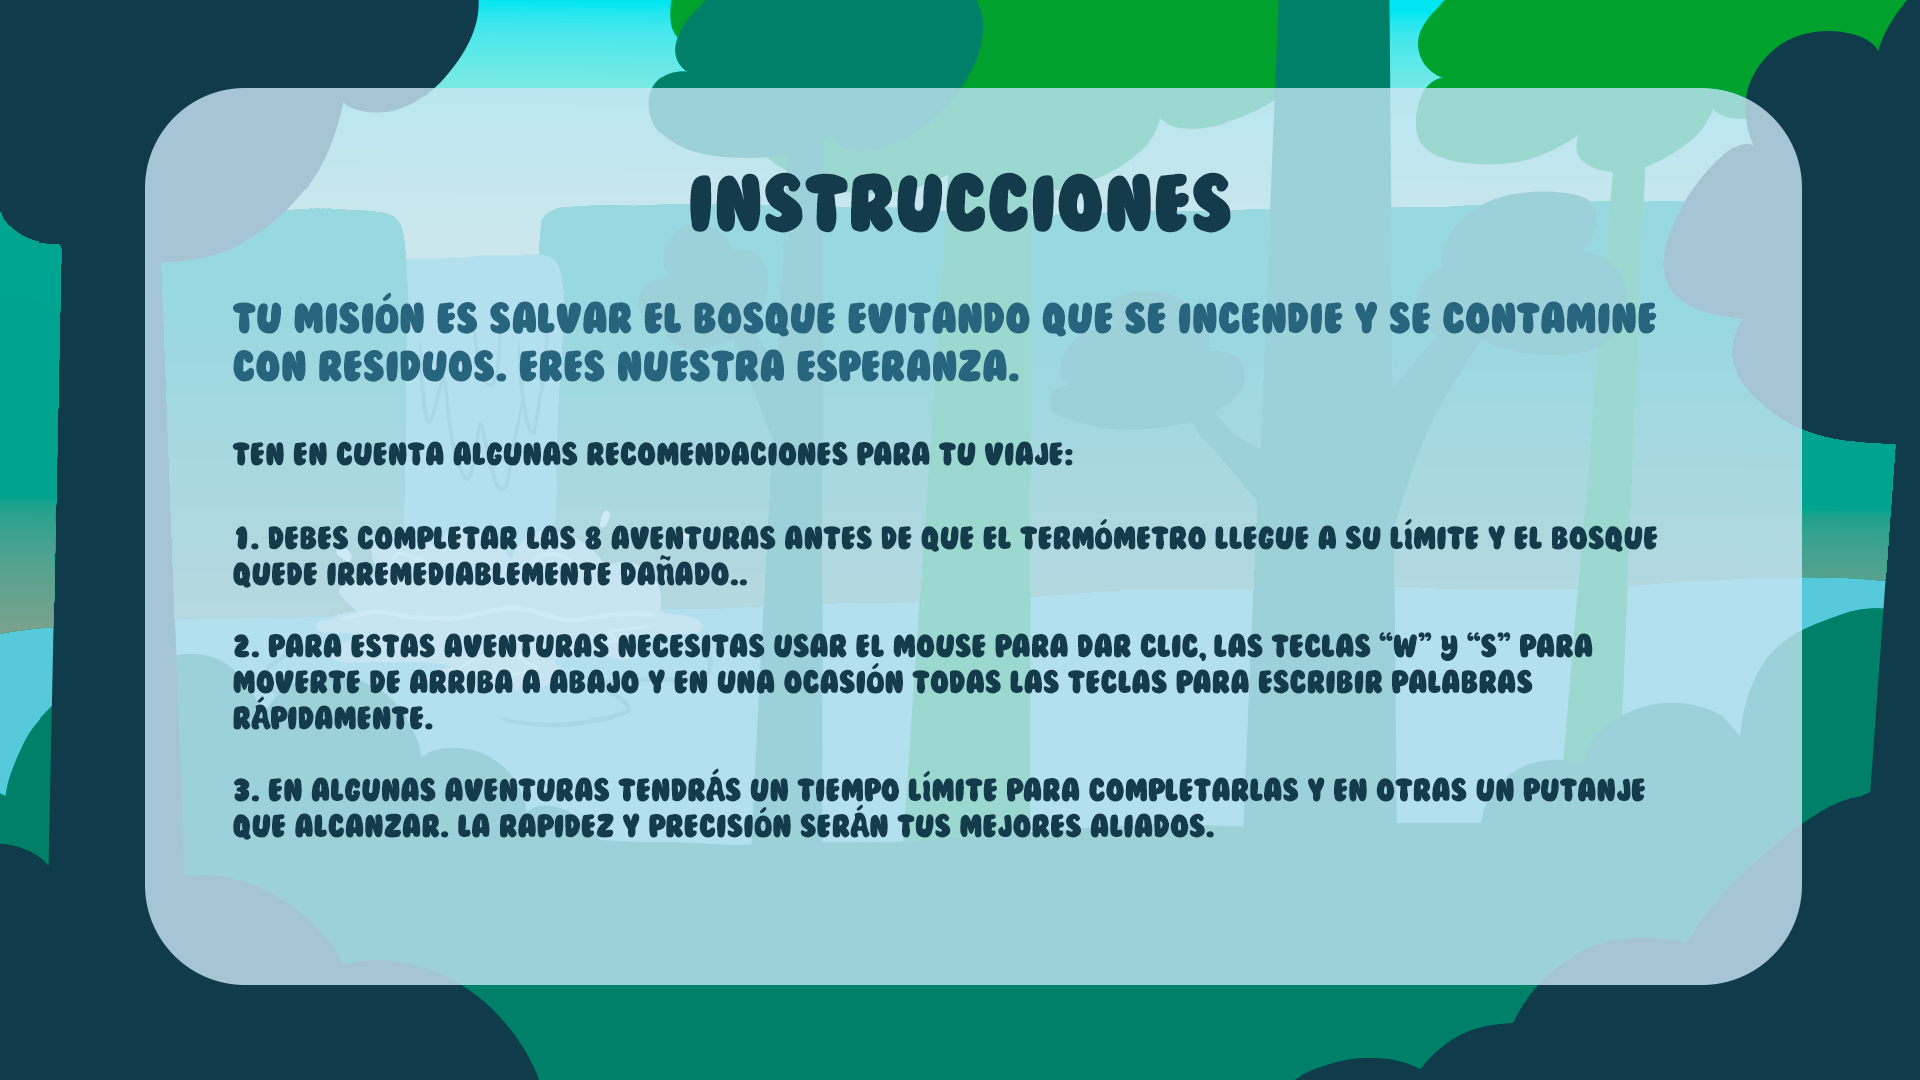 INSTRUCCIONES
TU MISIÓN ES SALVAR EL BOSQUE EVITANDO QUE SE INCENDIE Y SE CONTAMINE
CON RESIDUOS. ERES NUESTRA ESPERANZA.
TEN EN CUENTA ALGUNAS RECOMENDACIONES PARA TU VIAJE:
1. DEBES COMPLETAR LAS 8 AVENTURAS ANTES DE QUE EL TERMÓMETRO LLEGUE A SU LÍMITE Y EL BOSQUE
QUEDE IRREMEDIABLEMENTE DAÑADO..
2. PARA ESTAS AVENTURAS NECESITAS USAR EL MOUSE PARA DAR CLIC, LAS TECLAS “W” y “S” PARA
MOVERTE DE ARRIBA A ABAJO Y EN UNA OCASIÓN TODAS LAS TECLAS PARA ESCRIBIR PALABRAS
RÁPIDAMENTE.
3. EN ALGUNAS AVENTURAS TENDRÁS UN TIEMPO LÍMITE PARA COMPLETARLAS Y EN OTRAS UN PUTANJE
QUE ALCANZAR. LA RAPIDEZ Y PRECISIÓN SERÁN TUS MEJORES ALIADOS.